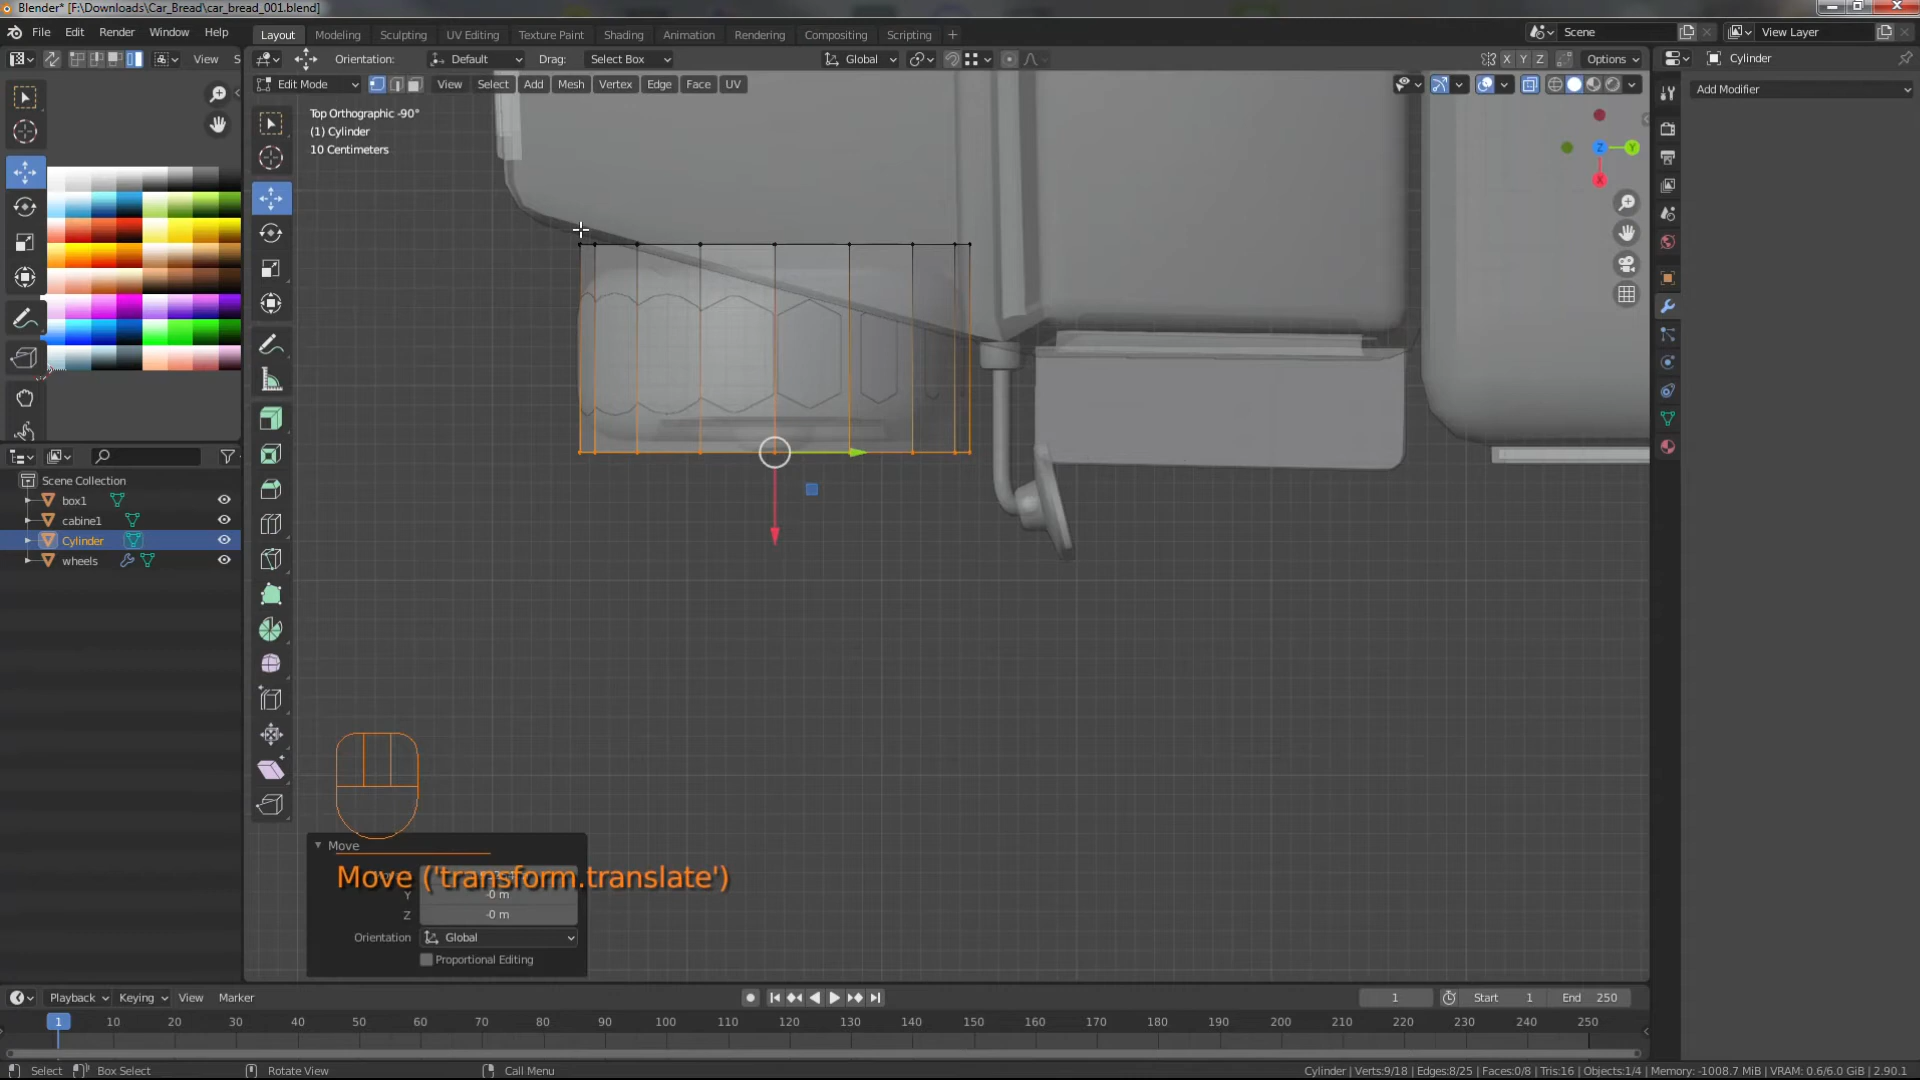 Blender* [F:\Downloads\Car_Bread\car_bread_001.blend]
File Edit Render Window Help
Layout Modeling Sculpting UV Editing Texture Paint Shading Animation Rendering Compositing Scripting
Scene
View Layer
View
Orientation: Default Drag: Select Box
Global
X Y Z
Options
Cylinder
Edit Mode
View Select Add Mesh Vertex Edge Face UV
Add Modifier
Top Orthographic -90°
(1) Cylinder
10 Centimeters
Z
Y
X
Scene Collection
box1
cabine1
Cylinder
wheels
Move
Move ('transform.translate')
Y -0 m
Z -0 m
Orientation Global
Proportional Editing
Playback Keying View Marker
1
Start 1
End 250
1 10 20 30 40 50 60 70 80 90 100 110 120 130 140 150 160 170 180 190 200 210 220 230 240 250
Select Box Select Rotate View Call Menu
Cylinder | Verts:9/18 | Edges:8/25 | Faces:0/8 | Tris:16 | Objects:1/4 | Memory: -1008.7 MiB | VRAM: 0.6/6.0 GiB | 2.90.1